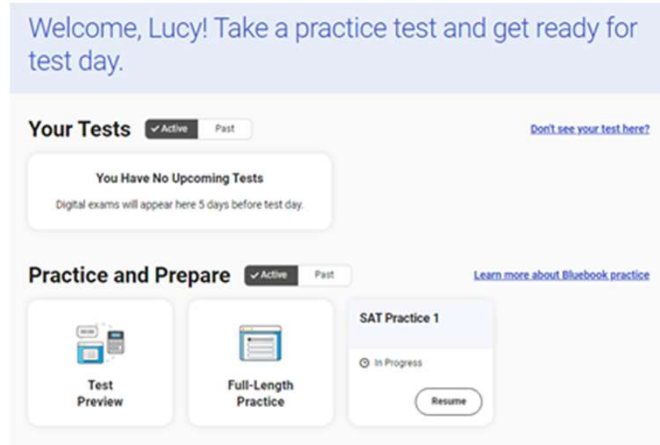 Welcome, Lucy! Take a practice test and get ready for
test day.
Your Tests
Active
Past
Don't see your test here?
You Have No Upcoming Tests
Digital exams will appear here 5 days before test day.
Practice and Prepare
Active
Past
Learn more about Bluebook practice
Test
Preview
Full-Length
Practice
SAT Practice 1
In Progress
Resume